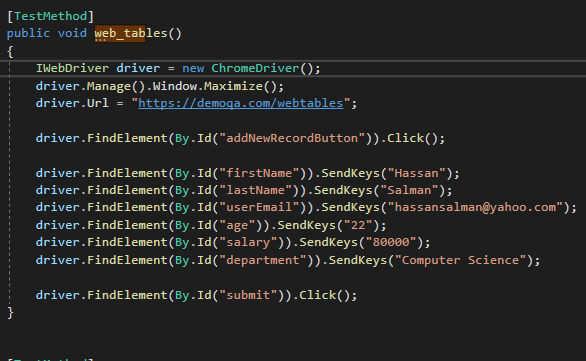 [TestMethod]
public void web_tables()
{
IWebDriver driver = new ChromeDriver();
driver.Manage().Window.Maximize();
driver.Url = "https://demoqa.com/webtables";
driver.FindElement(By.Id("addNewRecordButton")).Click();
driver.FindElement(By.Id("firstName")).SendKeys("Hassan");
driver.FindElement(By.Id("lastName")).SendKeys("Salman");
driver.FindElement(By.Id("userEmail")).SendKeys("hassansalman@yahoo.com");
driver.FindElement(By.Id("age")).SendKeys("22");
driver.FindElement(By.Id("salary")).SendKeys("80000");
driver.FindElement(By.Id("department")).SendKeys("Computer Science");
driver.FindElement(By.Id("submit")).Click();
}